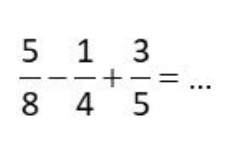 5/8 − 1/4 + 3/5 = ...